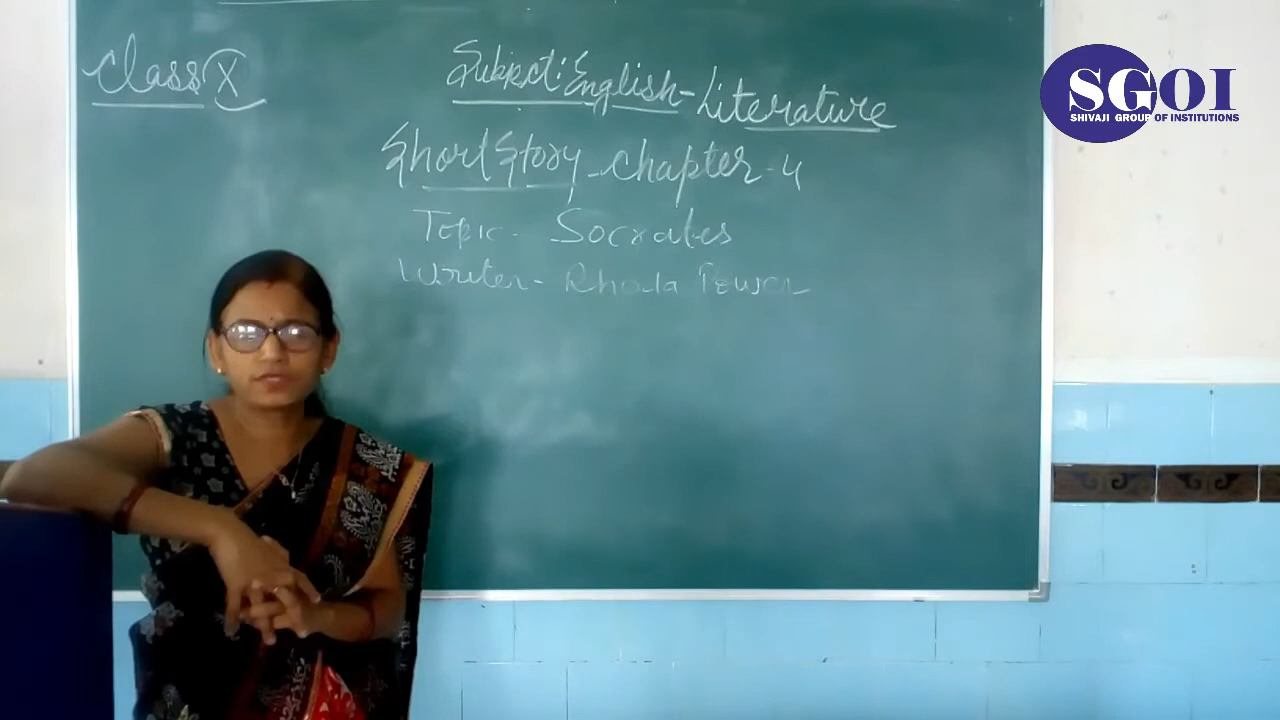 Class X
Subject: English-Literature
Short Story - Chapter-4
Topic - Socrates
Writer - Rhoda Power
SGOI
SHIVAJI GROUP OF INSTITUTIONS